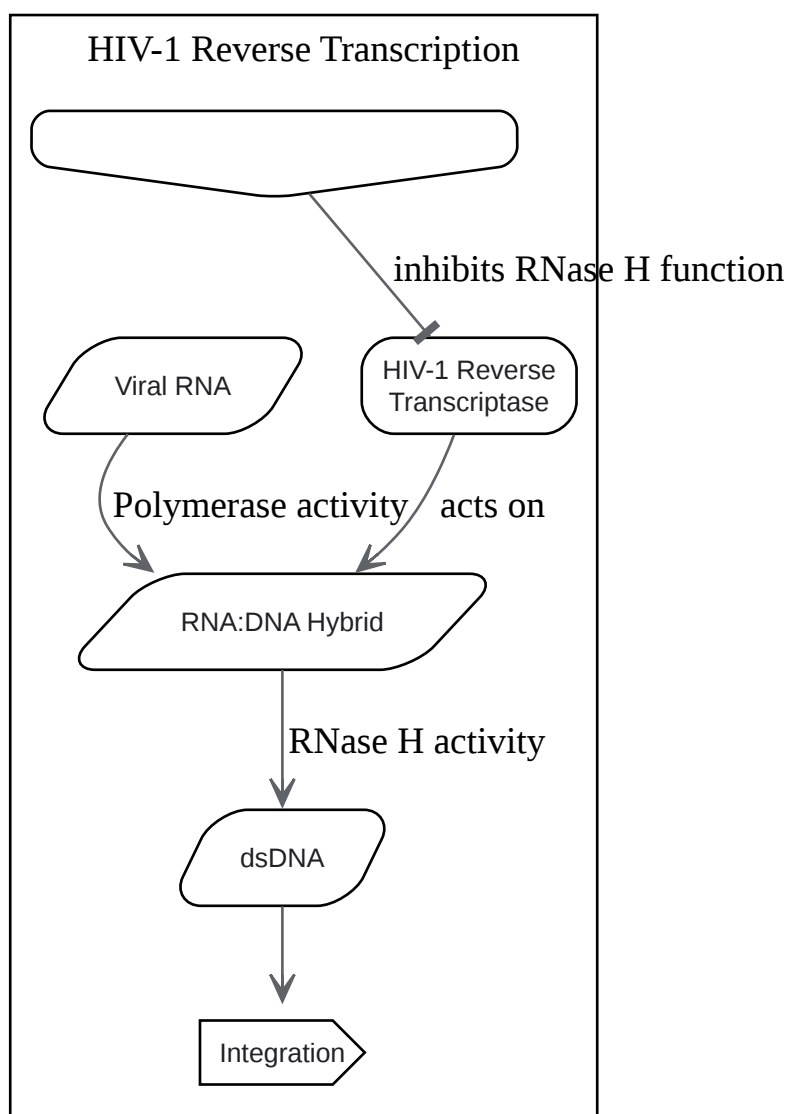 HIV-1 Reverse Transcription
inhibits RNase H function
Viral RNA
HIV-1 Reverse
Transcriptase
Polymerase activity
acts on
RNA:DNA Hybrid
RNase H activity
dsDNA
Integration